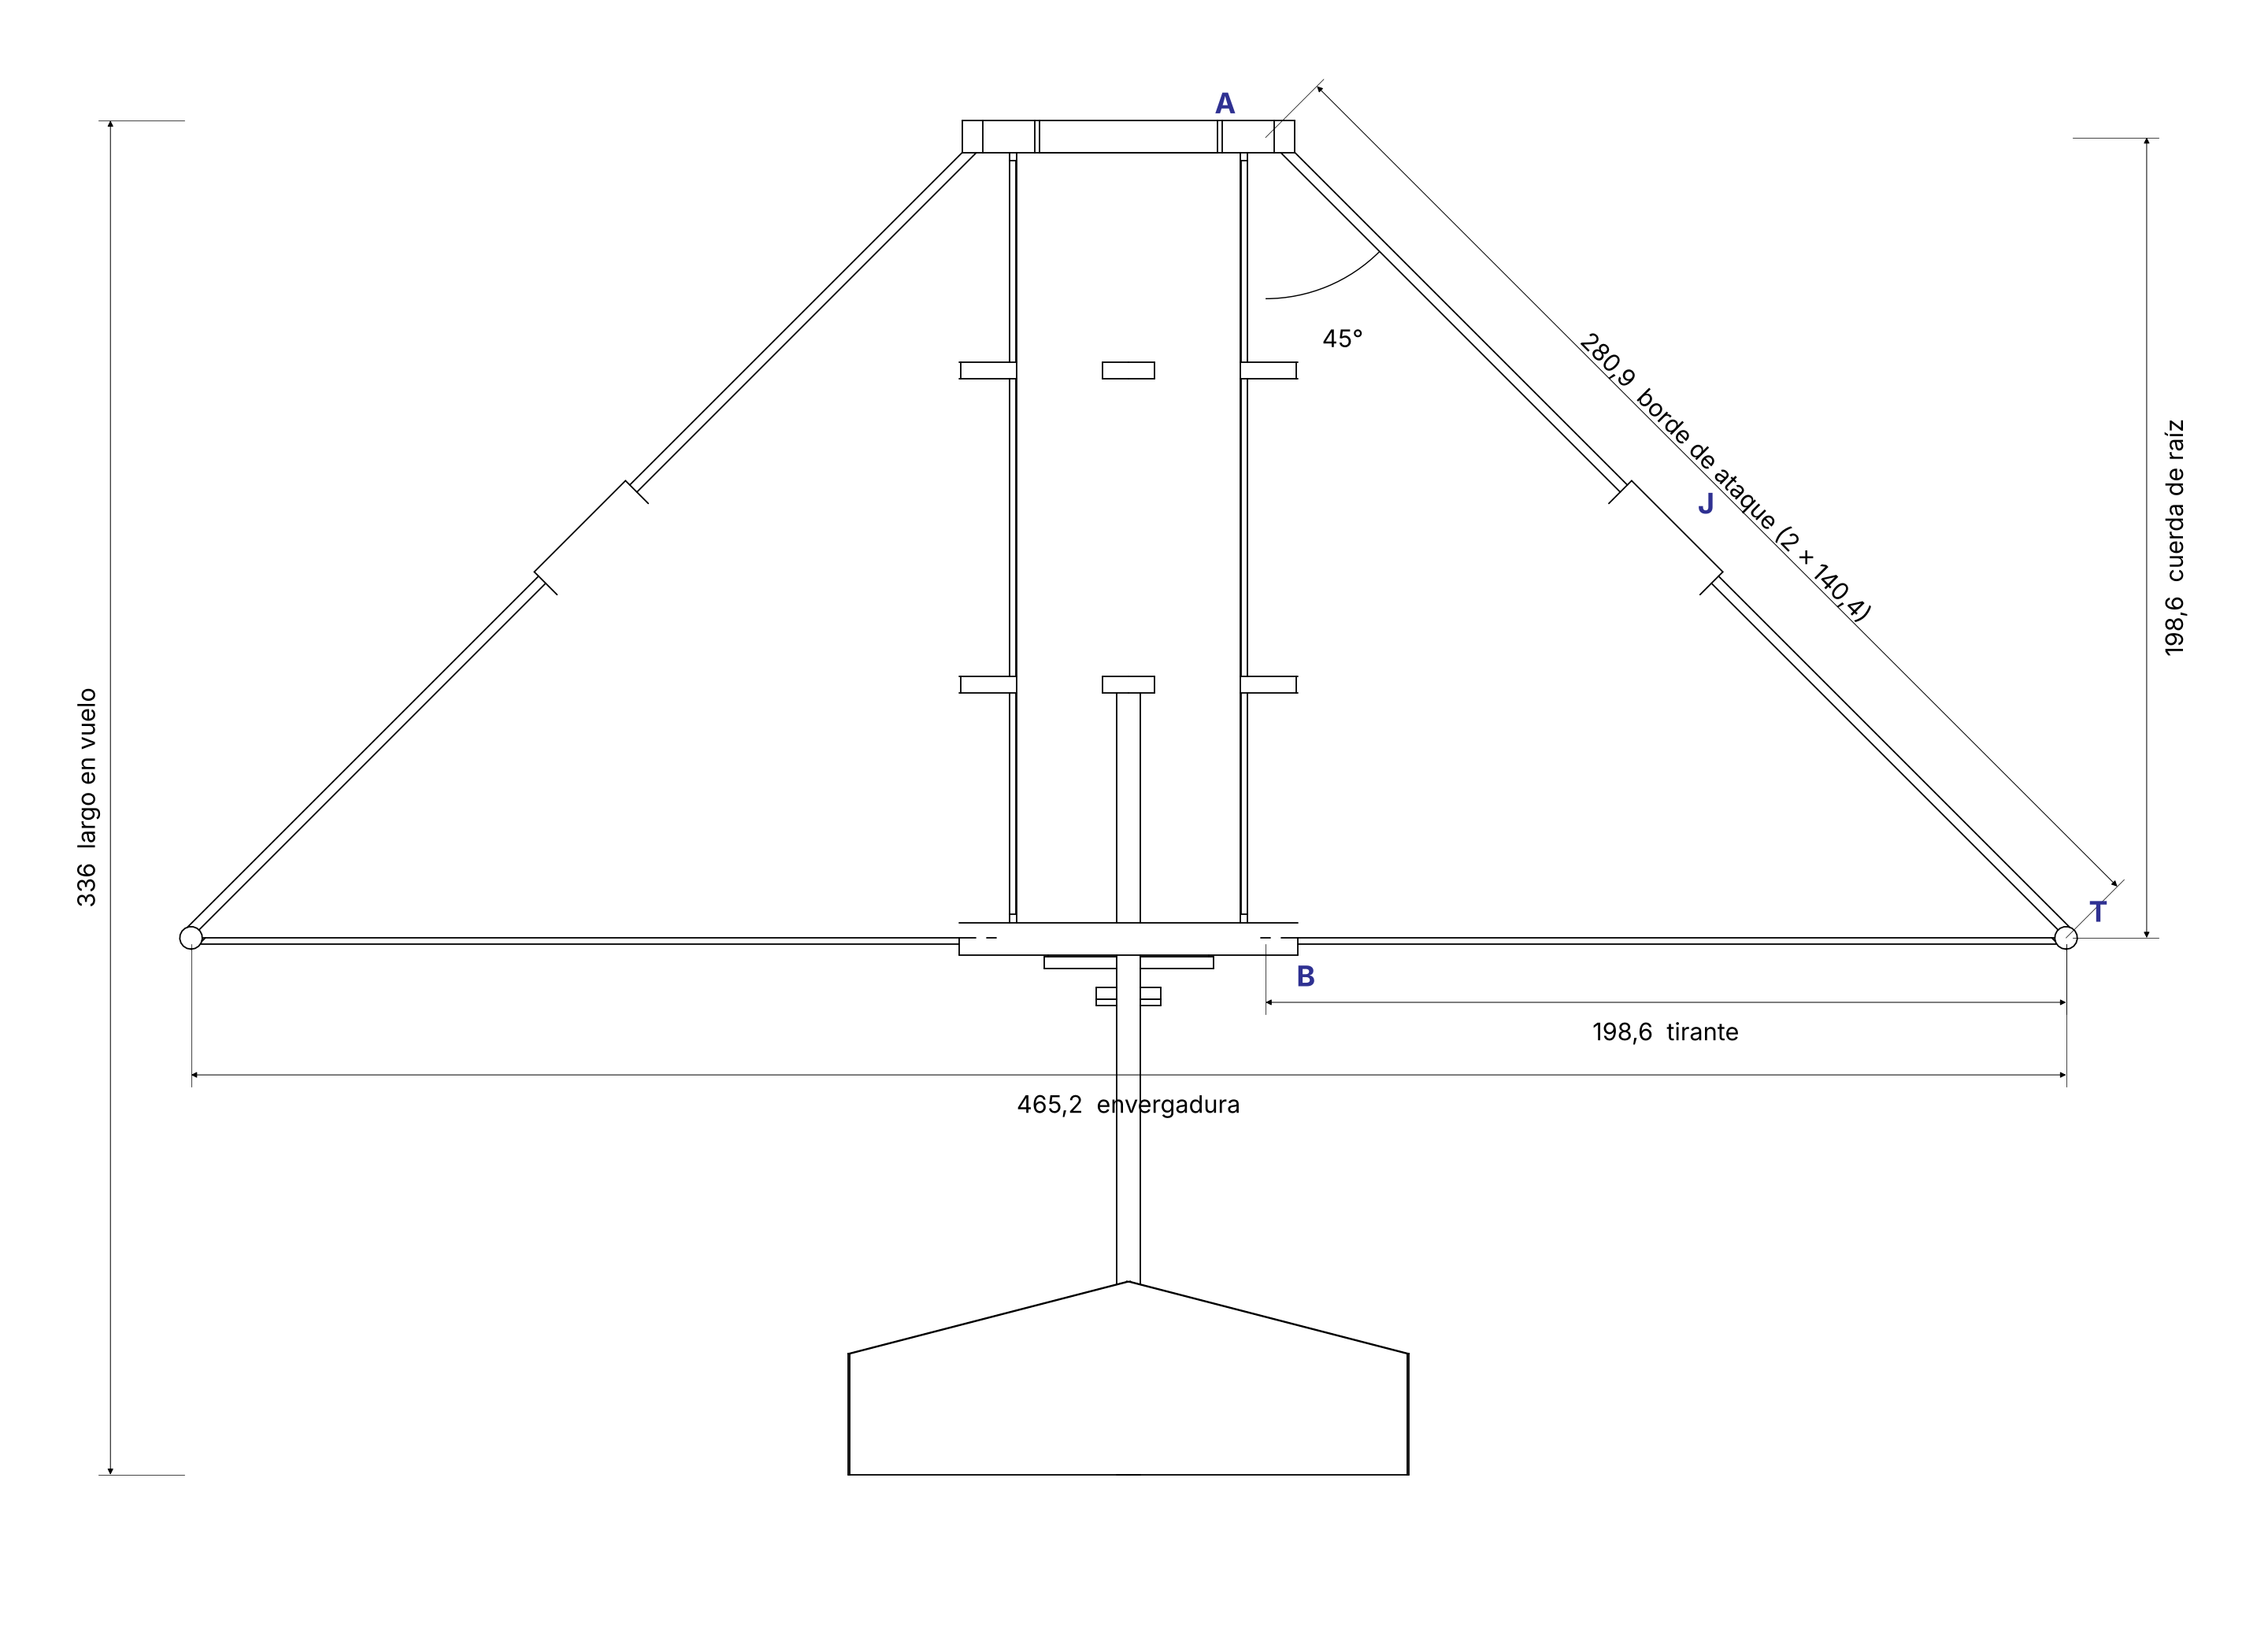 A
45°
280,9 borde de ataque (2 × 140,4)
J
198,6 cuerda de raíz
336 largo en vuelo
T
B
198,6 tirante
465,2 envergadura